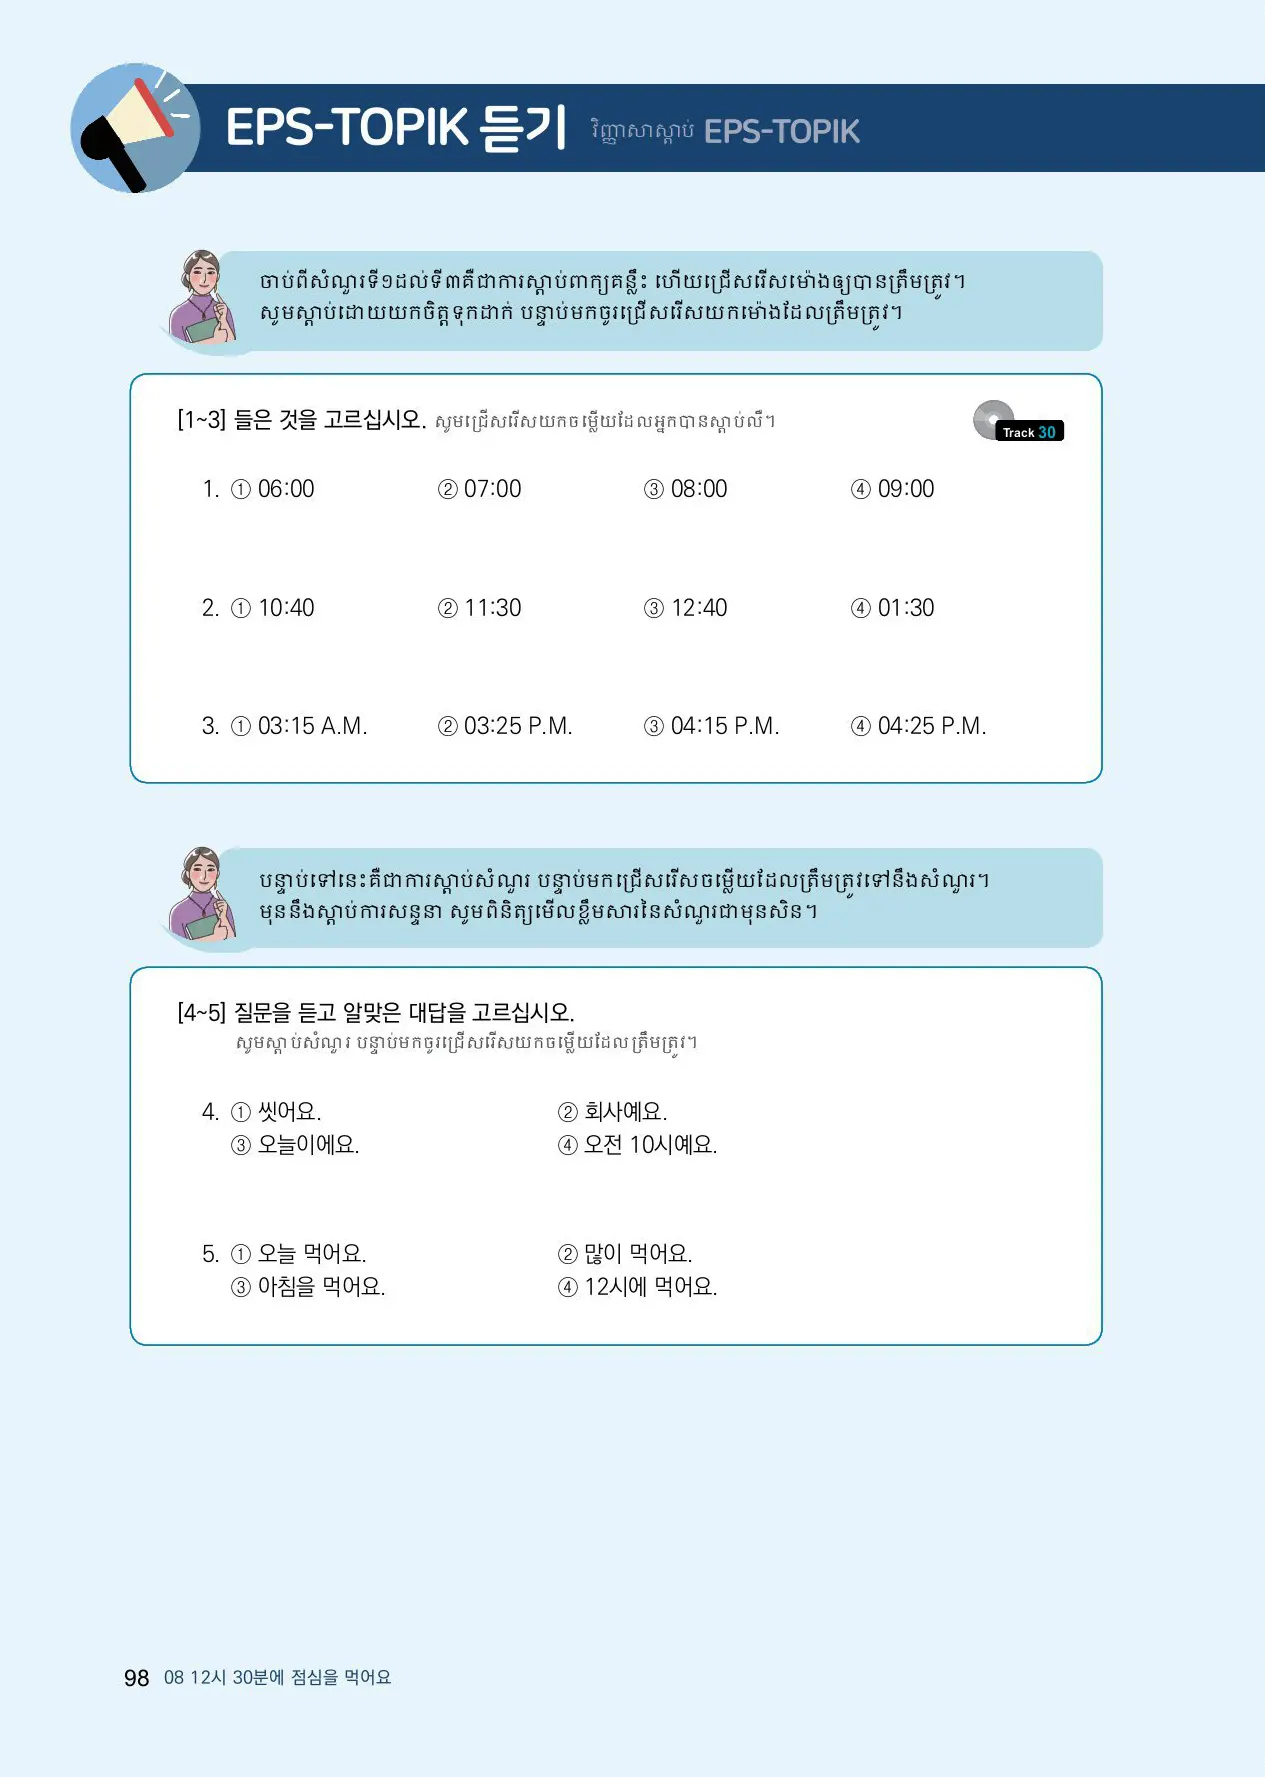 EPS-TOPIK 듣기 វិញ្ញាសាស្តាប់ EPS-TOPIK
ចាប់ពីសំណួរទី១ដល់ទី៣គឺជាការស្តាប់ពាក្យគន្លឹះ ហើយជ្រើសរើសម៉ោងឲ្យបានត្រឹមត្រូវ។
សូមស្តាប់ដោយយកចិត្តទុកដាក់ បន្ទាប់មកចូរជ្រើសរើសយកម៉ោងដែលត្រឹមត្រូវ។
[1~3] 들은 것을 고르십시오. សូមជ្រើសរើសយកចម្លើយដែលអ្នកបានស្តាប់លឺ។
Track 30
1. ① 06:00 ② 07:00 ③ 08:00 ④ 09:00
2. ① 10:40 ② 11:30 ③ 12:40 ④ 01:30
3. ① 03:15 A.M. ② 03:25 P.M. ③ 04:15 P.M. ④ 04:25 P.M.
បន្ទាប់ទៅនេះគឺជាការស្តាប់សំណួរ បន្ទាប់មកជ្រើសរើសចម្លើយដែលត្រឹមត្រូវទៅនឹងសំណួរ។
មុននឹងស្តាប់ការសន្ទនា សូមពិនិត្យមើលខ្លឹមសារនៃសំណួរជាមុនសិន។
[4~5] 질문을 듣고 알맞은 대답을 고르십시오.
សូមស្តាប់សំណួរ បន្ទាប់មកចូរជ្រើសរើសយកចម្លើយដែលត្រឹមត្រូវ។
4. ① 씻어요. ② 회사예요.
③ 오늘이에요. ④ 오전 10시예요.
5. ① 오늘 먹어요. ② 많이 먹어요.
③ 아침을 먹어요. ④ 12시에 먹어요.
98 08 12시 30분에 점심을 먹어요